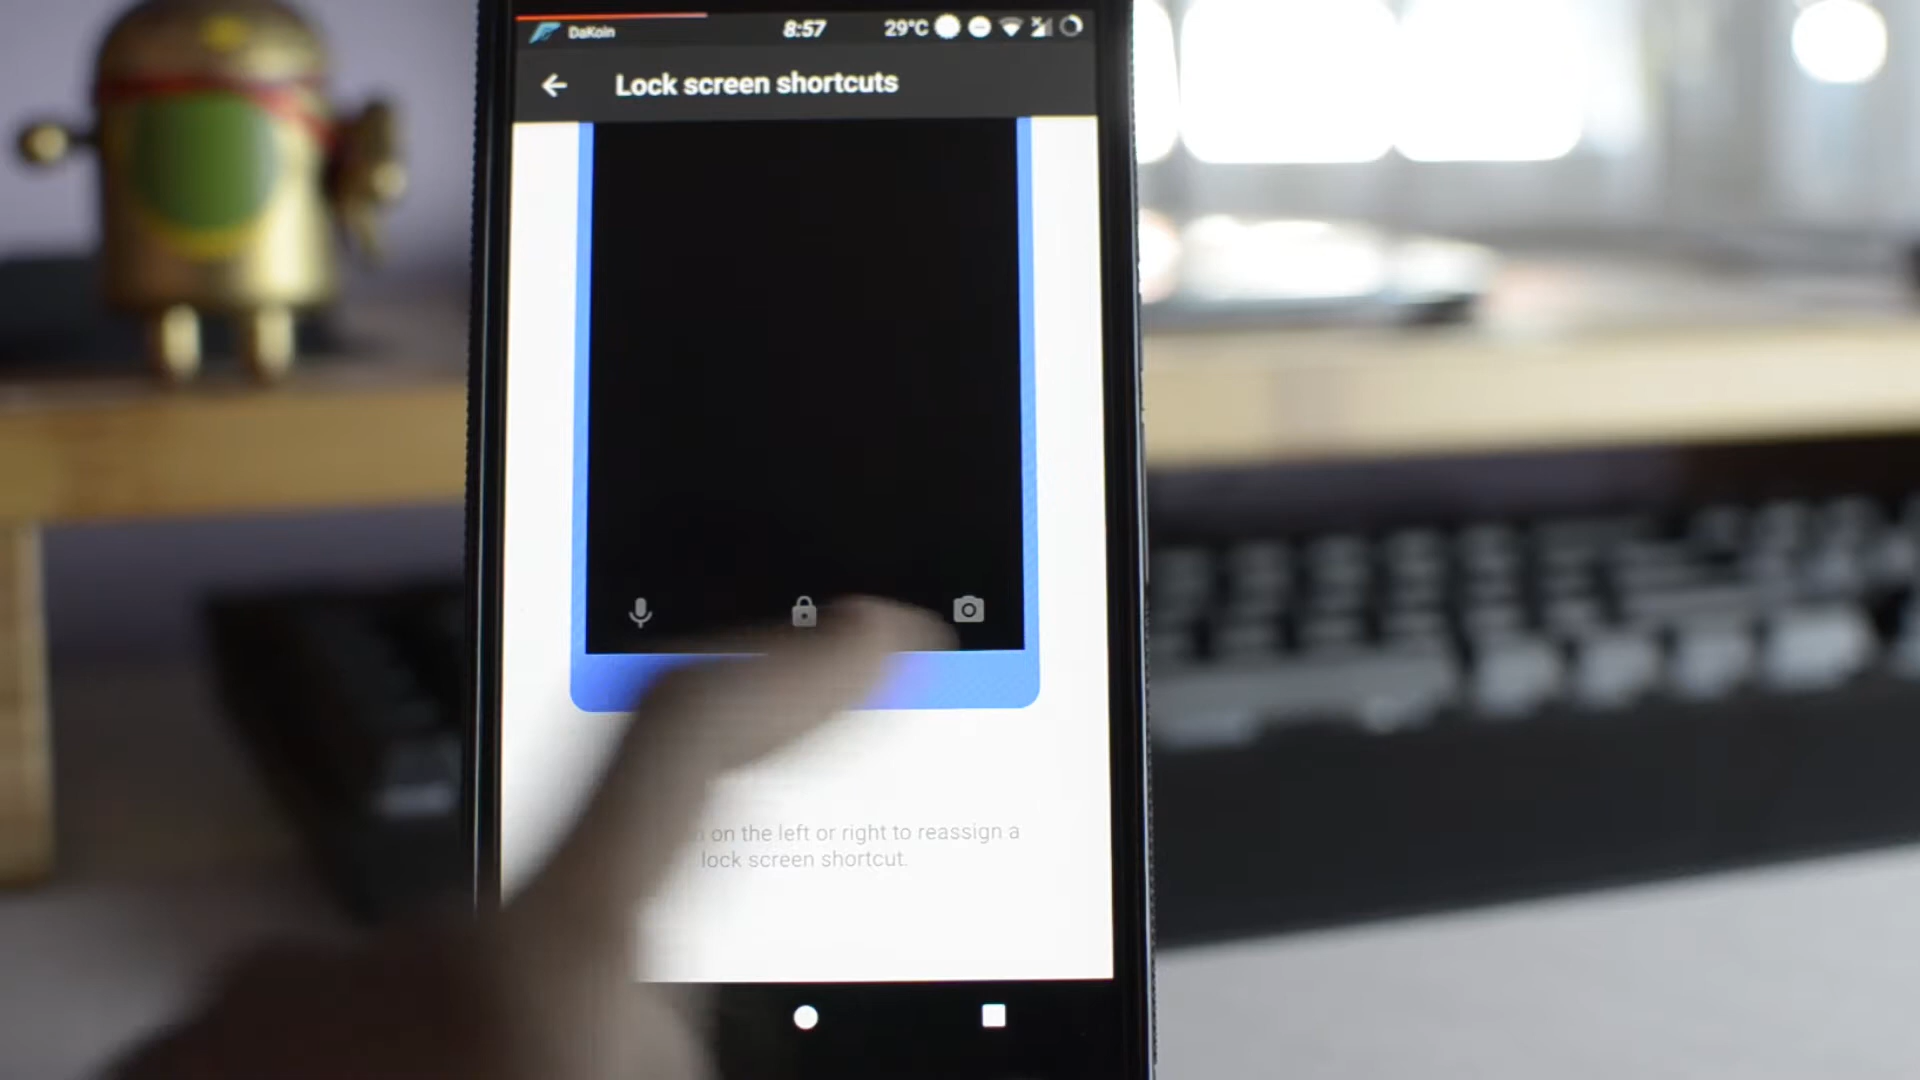 DaKoin 8:57 29°C
Lock screen shortcuts
on the left or right to reassign a
lock screen shortcut.